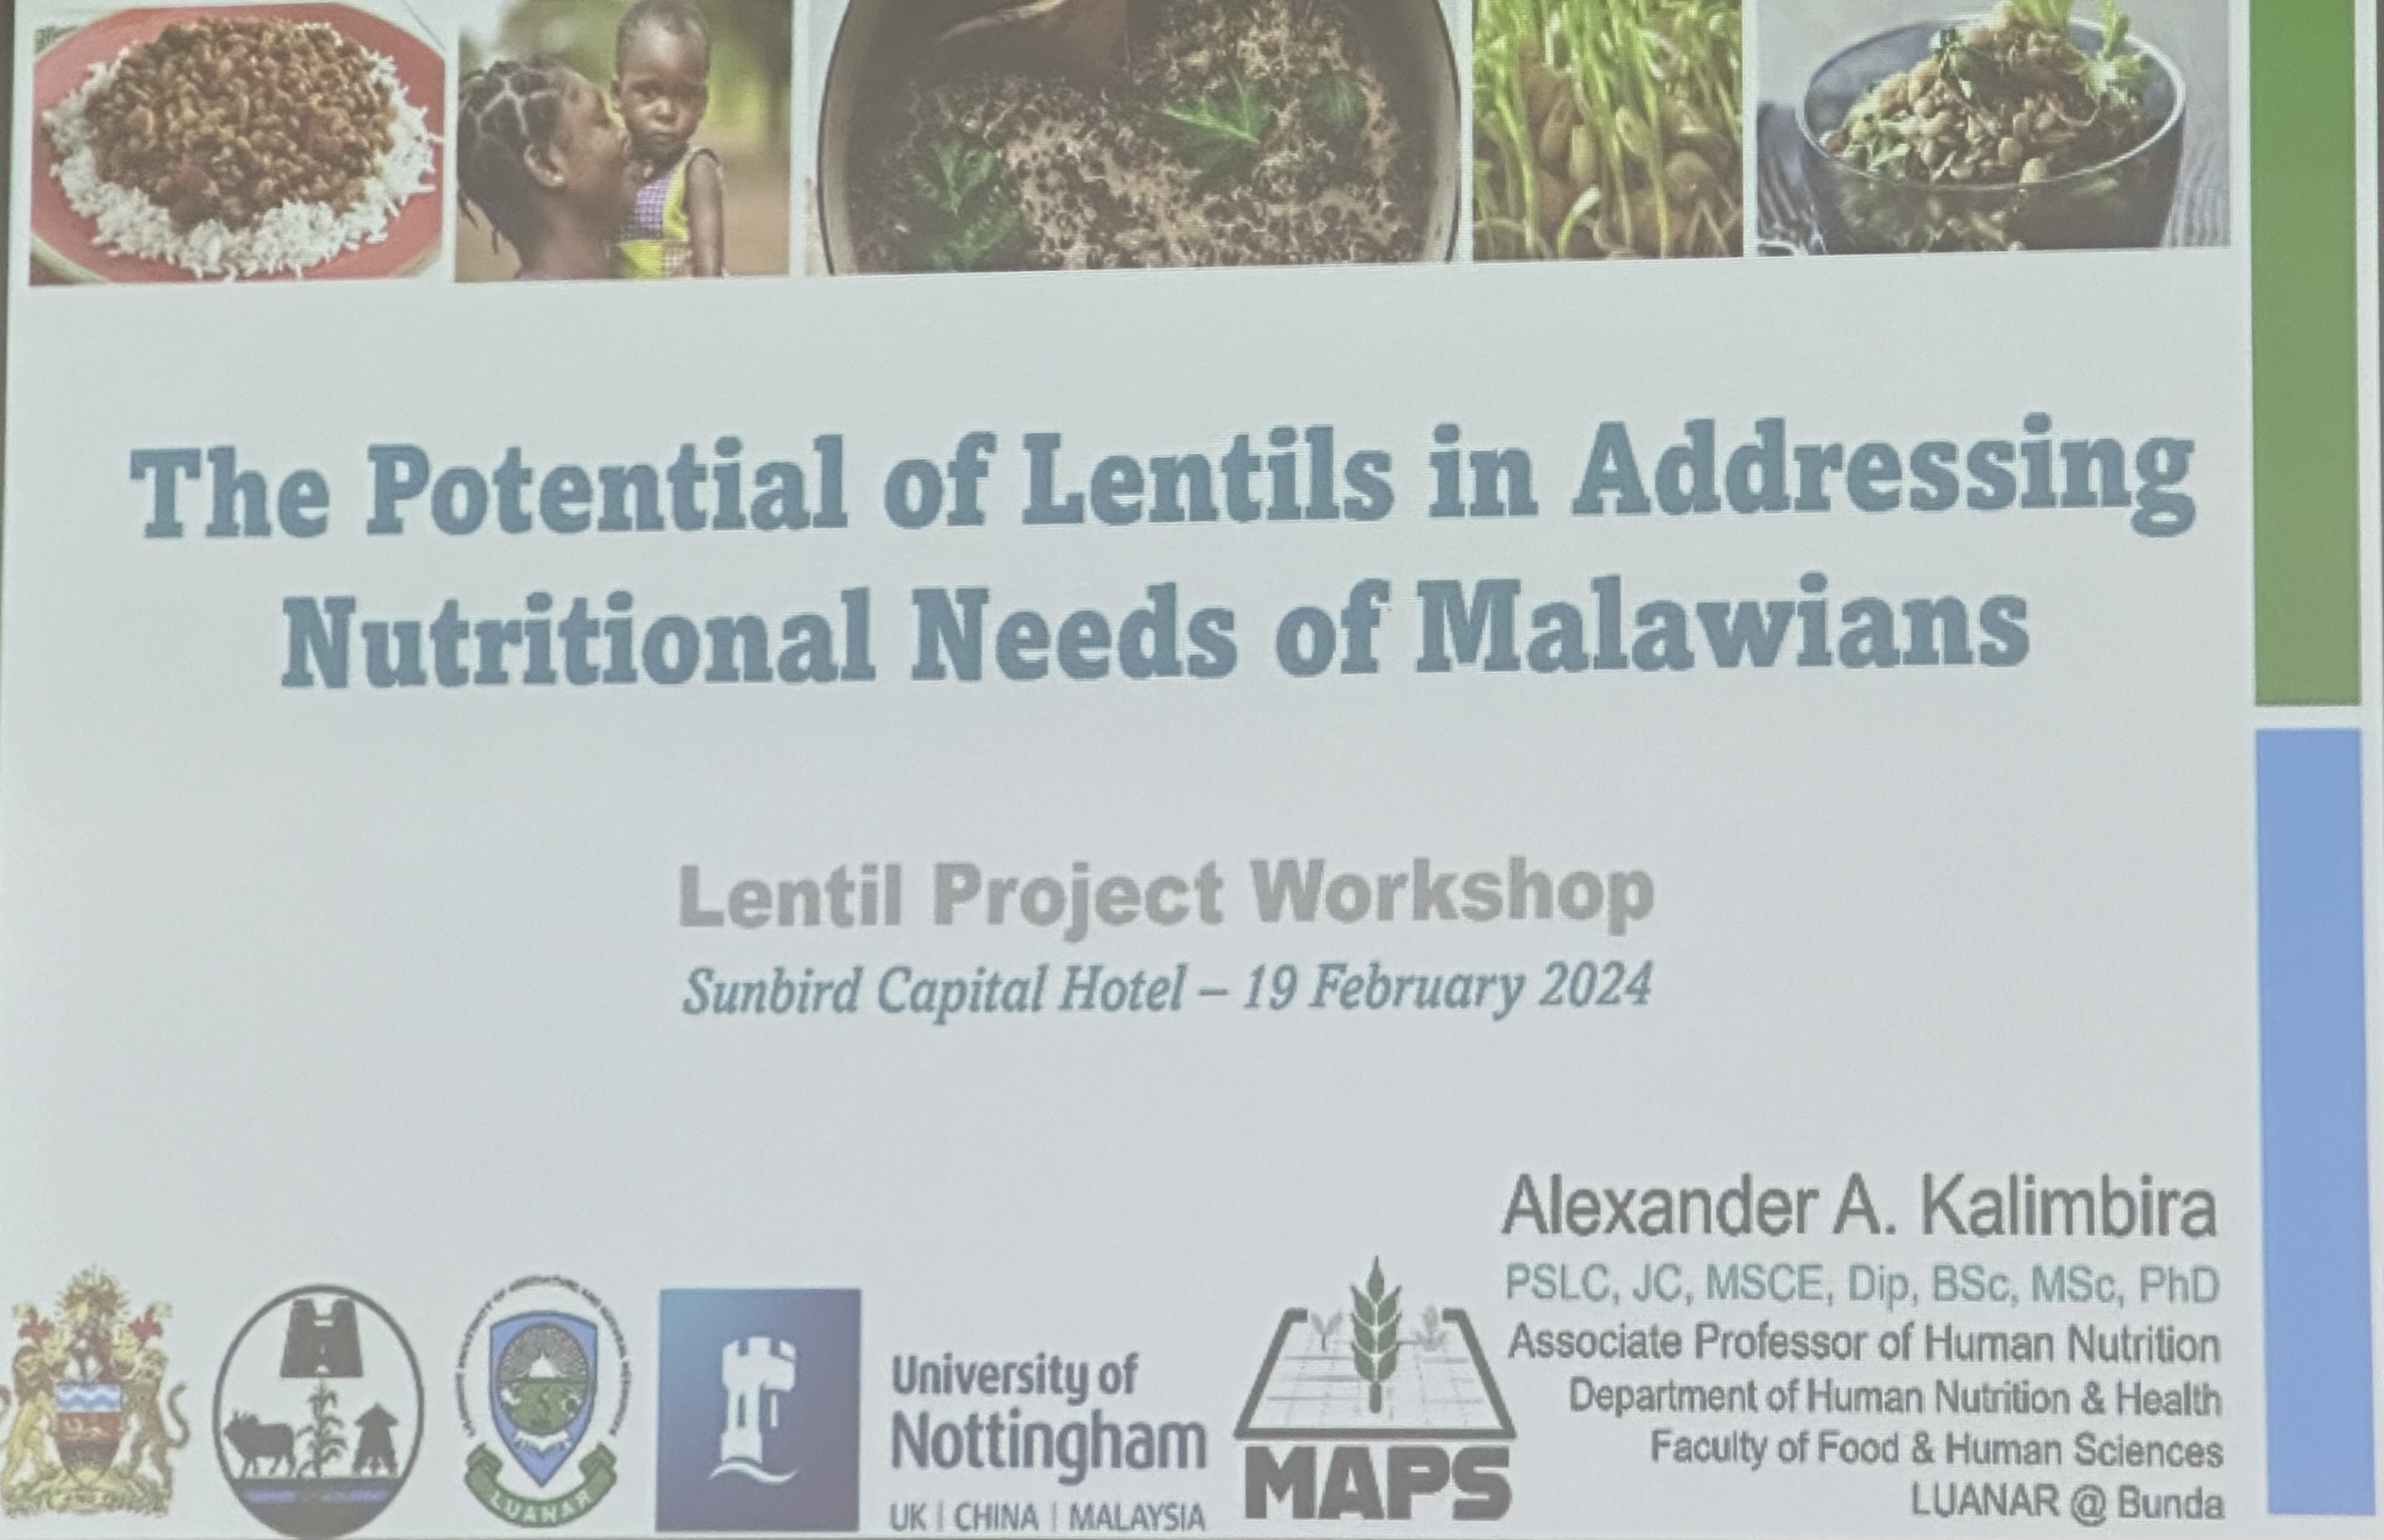 The Potential of Lentils in Addressing
Nutritional Needs of Malawians
Lentil Project Workshop
Sunbird Capital Hotel – 19 February 2024
Alexander A. Kalimbira
PSLC, JC, MSCE, Dip, BSc, MSc, PhD
Associate Professor of Human Nutrition
Department of Human Nutrition & Health
Faculty of Food & Human Sciences
LUANAR @ Bunda
LUANAR
University of
Nottingham
UK | CHINA | MALAYSIA
MAPS